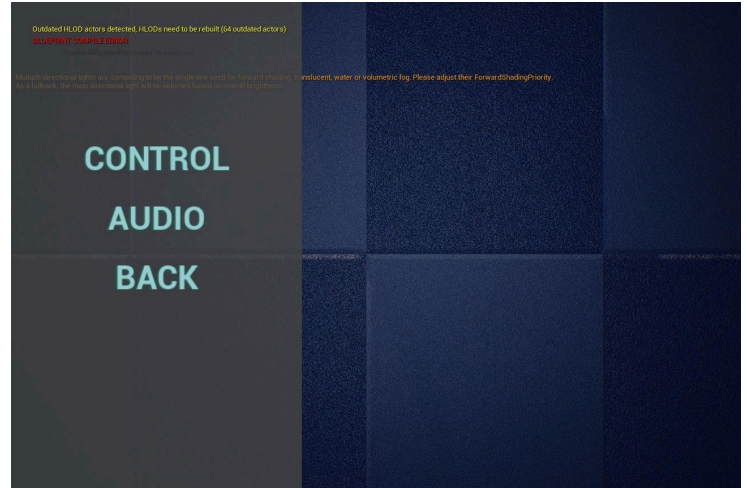 Outdated HLOD actors detected, HLODs need to be rebuilt (64 outdated actors)
BLUEPRINT COMPILE ERROR
Multiple directional lights are competing to be the single one used for forward shading, translucent, water or volumetric fog. Please adjust their ForwardShadingPriority.
As a fallback, the main directional light will be selected based on overall brightness.
CONTROL
AUDIO
BACK